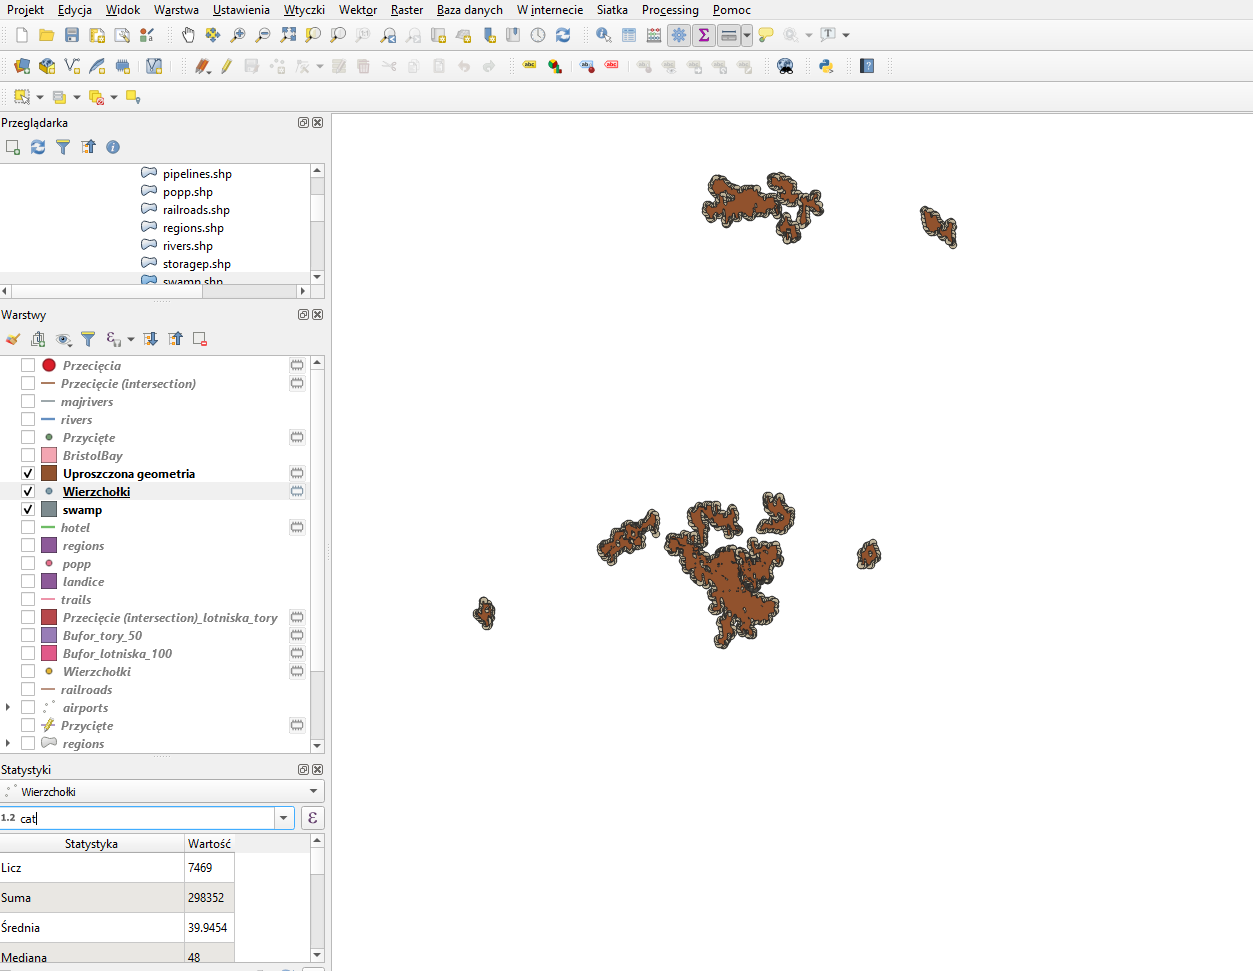 Projekt Edycja Widok Warstwa Ustawienia Wtyczki Wektor Raster Baza danych W internecie Siatka Processing Pomoc
Przeglądarka
pipelines.shp
popp.shp
railroads.shp
regions.shp
rivers.shp
storagep.shp
swamp.shp
Warstwy
Przecięcia
Przecięcie (intersection)
majrivers
rivers
Przycięte
BristolBay
Uproszczona geometria
Wierzchołki
swamp
hotel
regions
popp
landice
trails
Przecięcie (intersection)_lotniska_tory
Bufor_tory_50
Bufor_lotniska_100
Wierzchołki
railroads
airports
Przycięte
regions
Statystyki
Wierzchołki
1.2 cat
Statystyka Wartość
Licz 7469
Suma 298352
Średnia 39.9454
Mediana 48